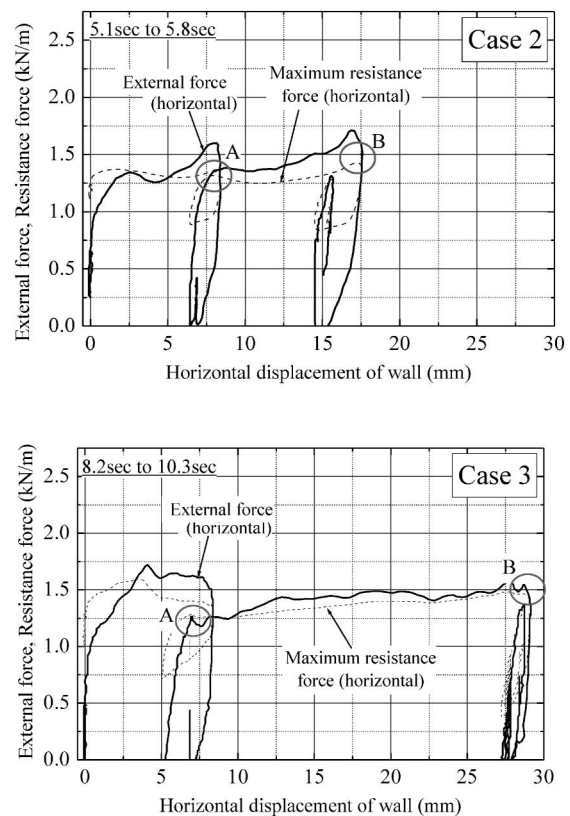 5.1sec to 5.8sec
Case 2
External force
(horizontal)
Maximum resistance
force (horizontal)
A
B
External force, Resistance force (kN/m)
2.5
2.0
1.5
1.0
0.5
0.0
0 5 10 15 20 25 30
Horizontal displacement of wall (mm)
8.2sec to 10.3sec
Case 3
External force
(horizontal)
A
B
Maximum resistance
force (horizontal)
External force, Resistance force (kN/m)
2.5
2.0
1.5
1.0
0.5
0.0
0 5 10 15 20 25 30
Horizontal displacement of wall (mm)